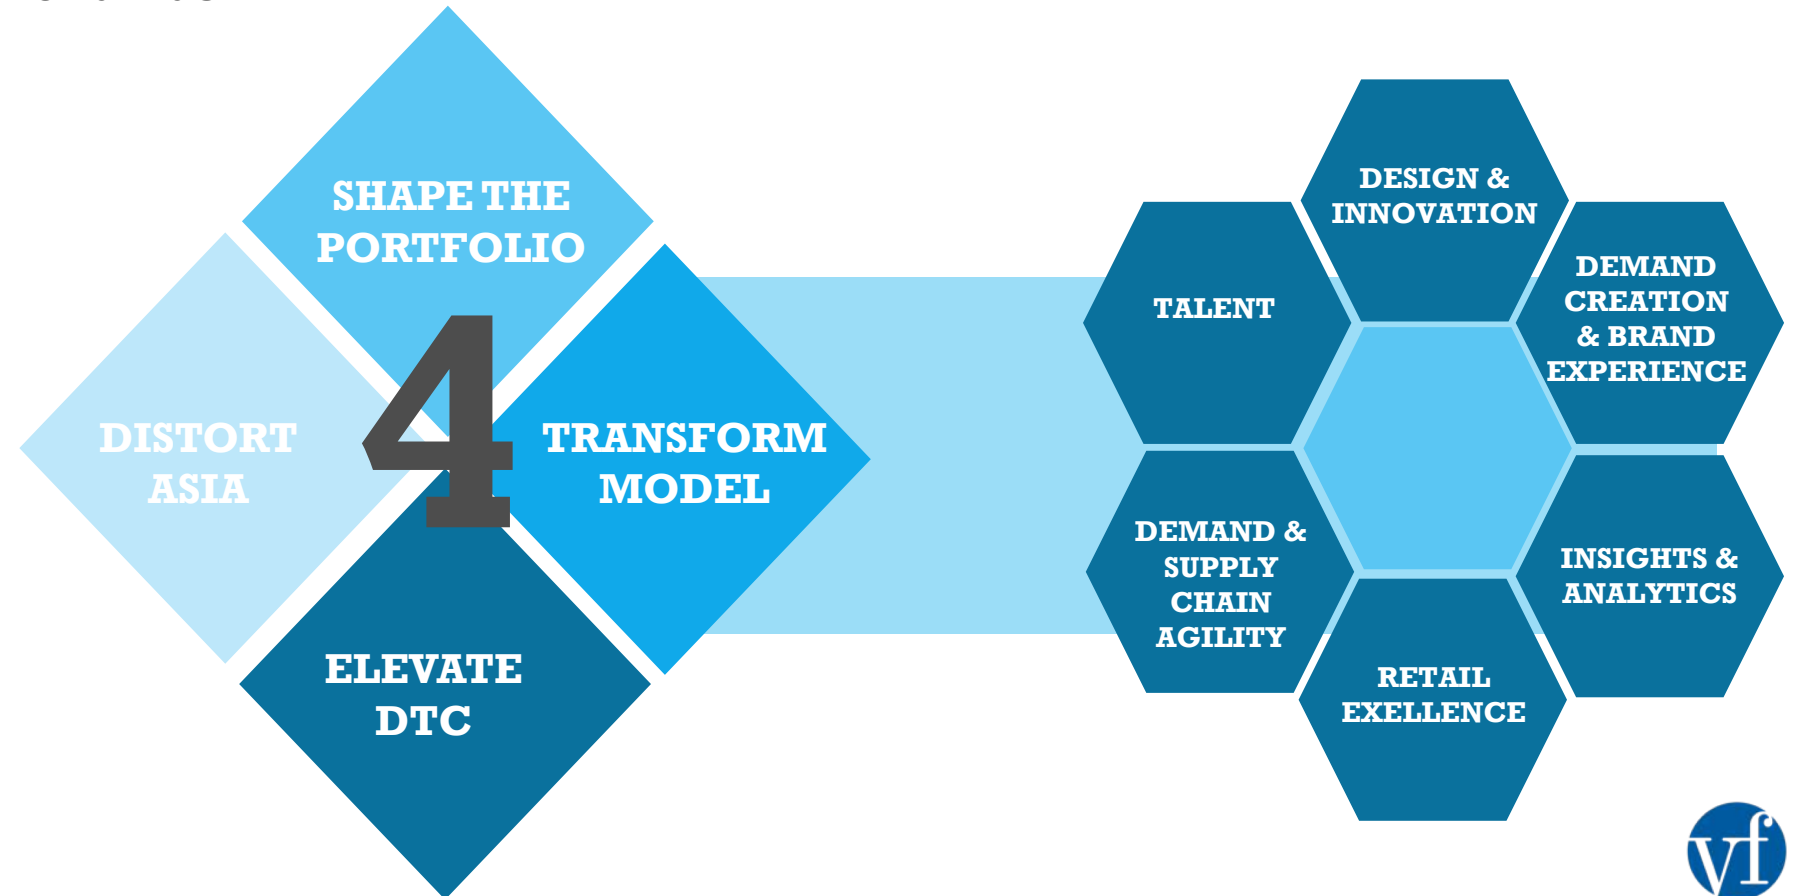 SHAPE THE
PORTFOLIO
DISTORT
ASIA
4
TRANSFORM
MODEL
ELEVATE
DTC
DESIGN &
INNOVATION
TALENT
DEMAND
CREATION
& BRAND
EXPERIENCE
DEMAND &
SUPPLY
CHAIN
AGILITY
INSIGHTS &
ANALYTICS
RETAIL
EXELLENCE
vf